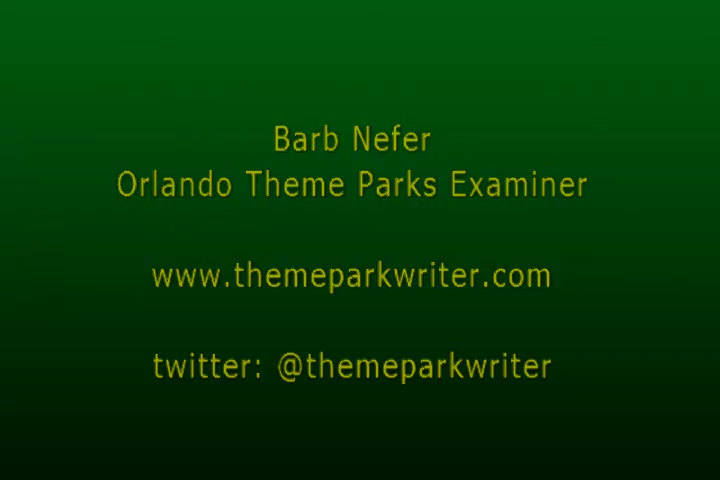 Barb Nefer
Orlando Theme Parks Examiner
www.themeparkwriter.com
twitter: @themeparkwriter